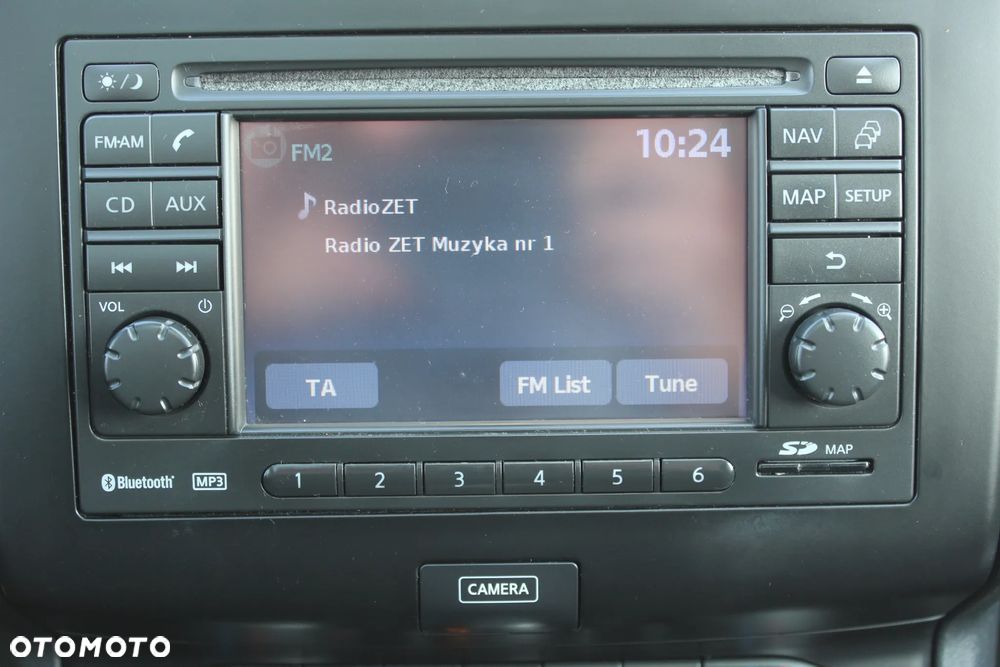 FM·AM
NAV
CD
AUX
MAP
SETUP
VOL
FM2
10:24
RadioZET
Radio ZET Muzyka nr 1
TA
FM List
Tune
Bluetooth
MP3
1
2
3
4
5
6
SD
MAP
CAMERA
OTOMOTO